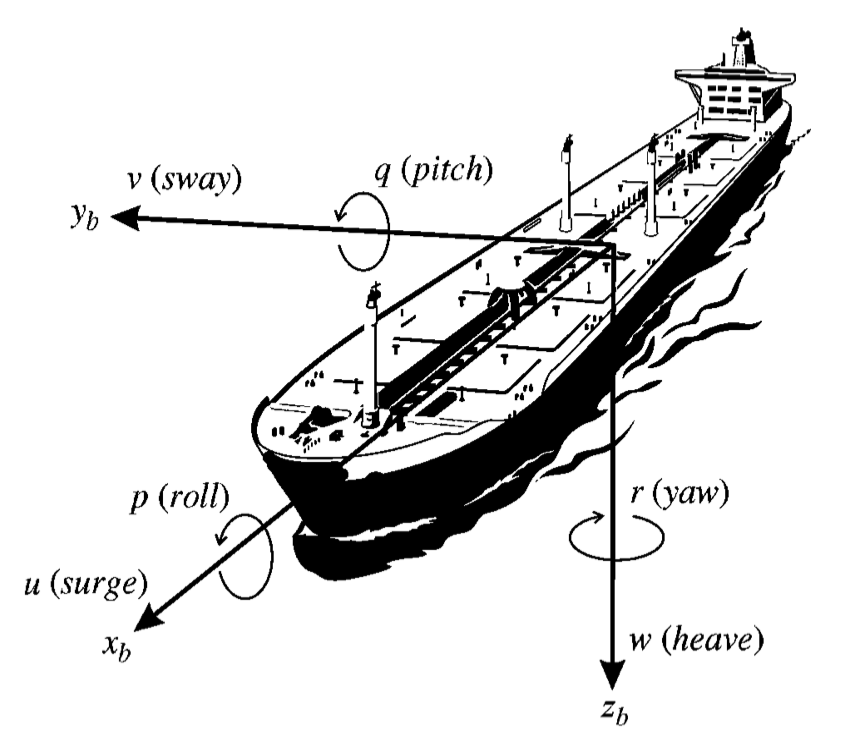 v (sway)
q (pitch)
y_b
p (roll)
r (yaw)
u (surge)
x_b
w (heave)
z_b